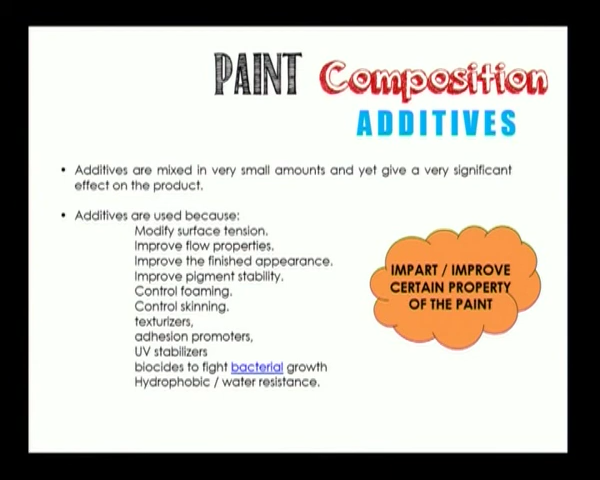 PAINT Composition
ADDITIVES
• Additives are mixed in very small amounts and yet give a very significant
effect on the product.
• Additives are used because:
Modify surface tension.
Improve flow properties.
Improve the finished appearance.
Improve pigment stability.
Control foaming.
Control skinning.
texturizers,
adhesion promoters,
UV stabilizers
biocides to fight bacterial growth
Hydrophobic / water resistance.
IMPART / IMPROVE
CERTAIN PROPERTY
OF THE PAINT